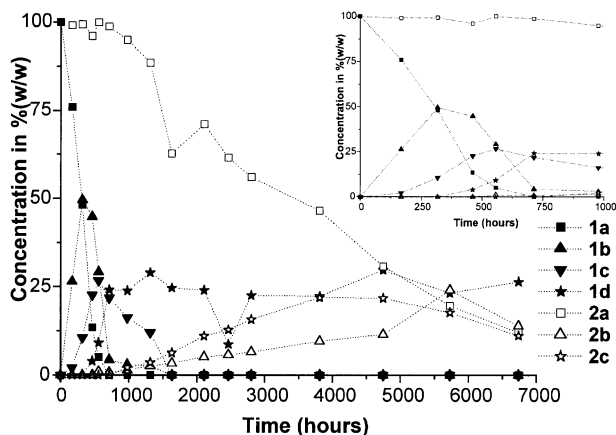 100
75
50
25
0
Concentration in %(w/w)
0 1000 2000 3000 4000 5000 6000 7000
Time (hours)
100
75
50
25
0
Concentration in %(w/w)
0 250 500 750 1000
Time (hours)
1a
1b
1c
1d
2a
2b
2c